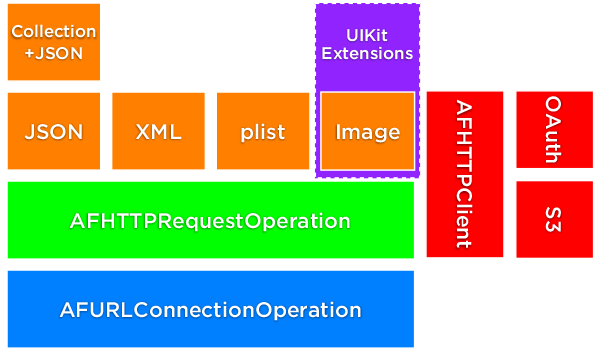 Collection
+JSON
UIKit
Extensions
JSON
XML
plist
Image
AFHTTPClient
OAuth
S3
AFHTTPRequestOperation
AFURLConnectionOperation